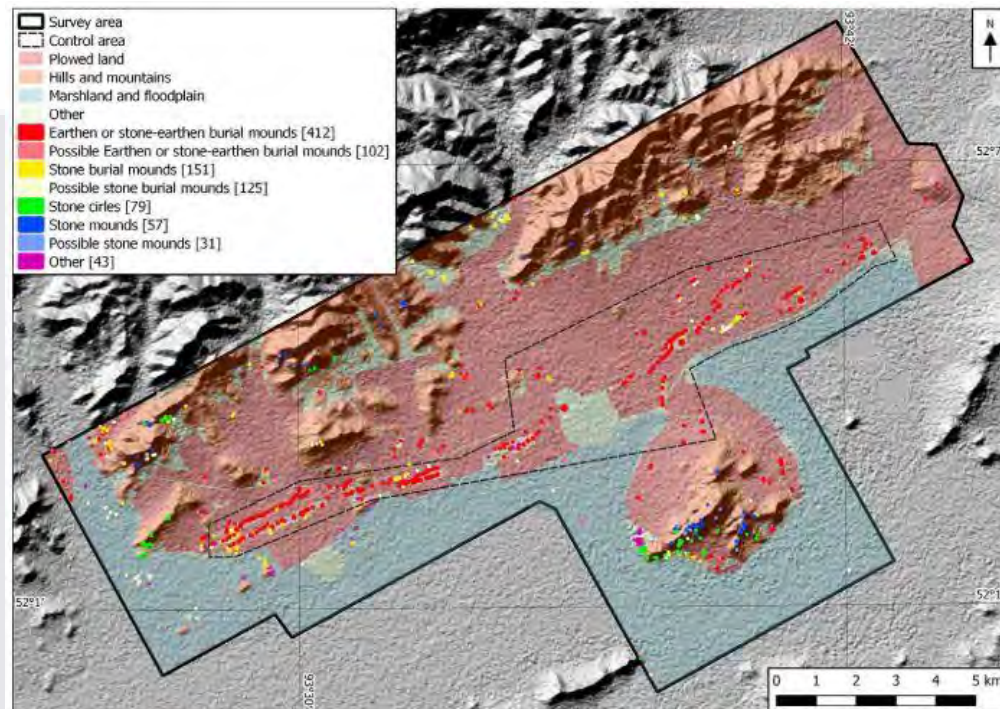 Survey area
Control area
Plowed land
Hills and mountains
Marshland and floodplain
Other
Earthen or stone-earthen burial mounds [412]
Possible Earthen or stone-earthen burial mounds [102]
Stone burial mounds [151]
Possible stone burial mounds [125]
Stone cirles [79]
Stone mounds [57]
Possible stone mounds [31]
Other [43]
93°42'
N
52°7'
52°1'
52°1'
93°30'
0 1 2 3 4 5 km